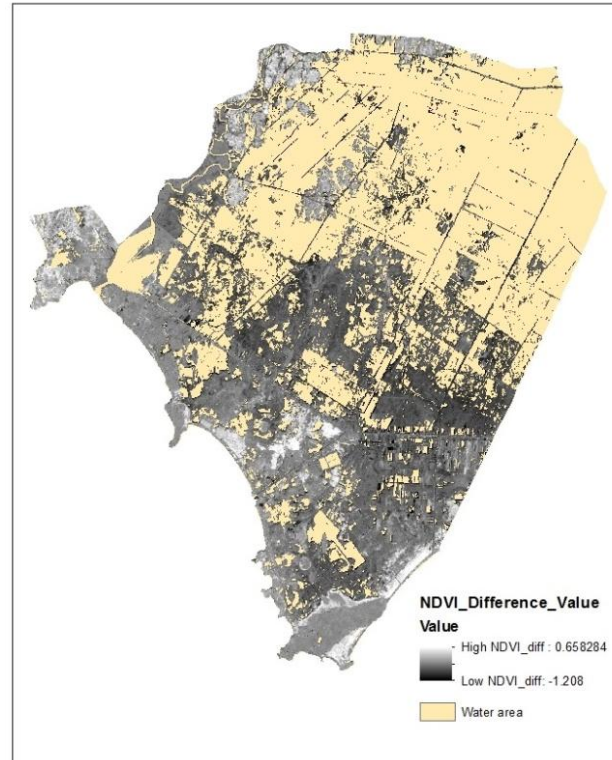 NDVI_Difference_Value
Value
High NDVI_diff : 0.658284
Low NDVI_diff: -1.208
Water area